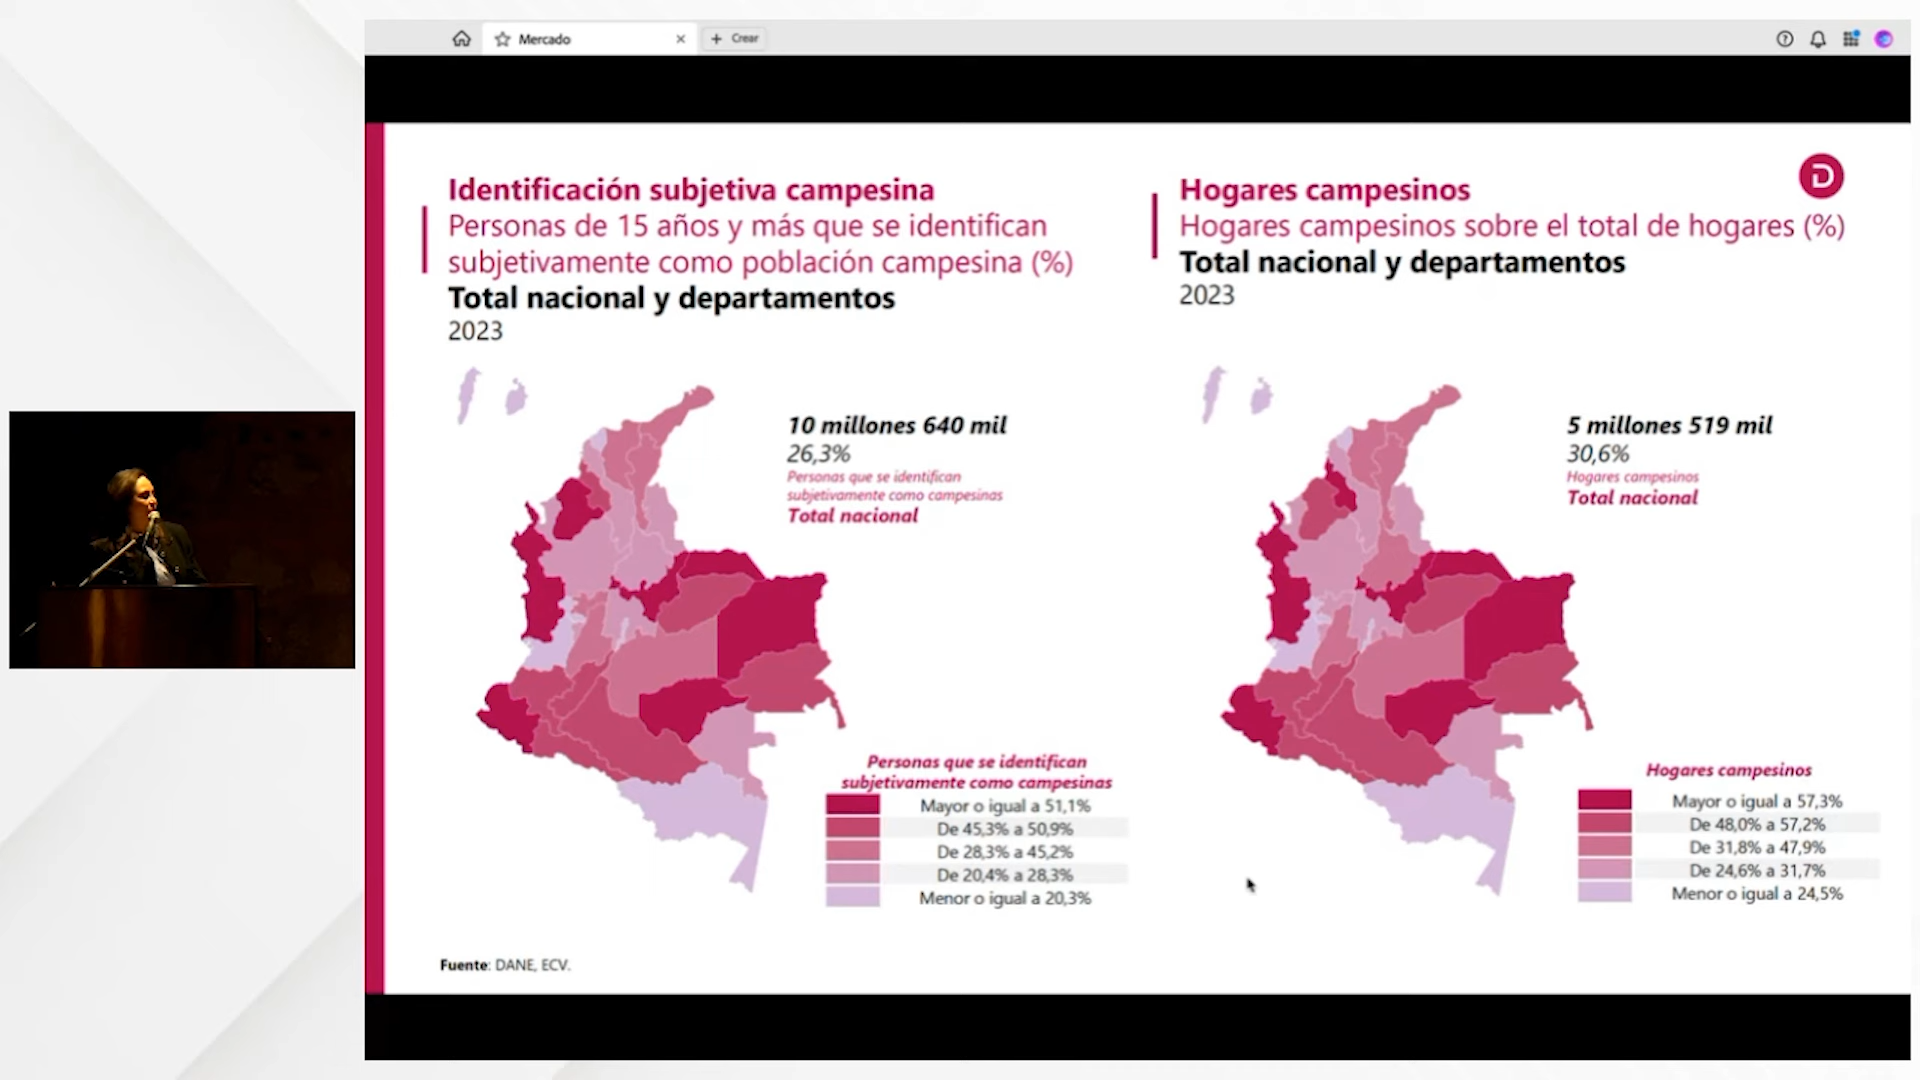 Mercado
Crear
Identificación subjetiva campesina
Personas de 15 años y más que se identifican
subjetivamente como población campesina (%)
Total nacional y departamentos
2023
10 millones 640 mil
26,3%
Personas que se identifican
subjetivamente como campesinas
Total nacional
Personas que se identifican
subjetivamente como campesinas
Mayor o igual a 51,1%
De 45,3% a 50,9%
De 28,3% a 45,2%
De 20,4% a 28,3%
Menor o igual a 20,3%
Fuente: DANE, ECV.
Hogares campesinos
Hogares campesinos sobre el total de hogares (%)
Total nacional y departamentos
2023
5 millones 519 mil
30,6%
Hogares campesinos
Total nacional
Hogares campesinos
Mayor o igual a 57,3%
De 48,0% a 57,2%
De 31,8% a 47,9%
De 24,6% a 31,7%
Menor o igual a 24,5%